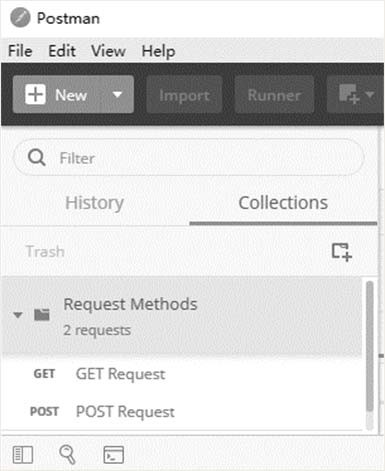 Postman
File Edit View Help
New Import Runner
Filter
History Collections
Trash
Request Methods
2 requests
GET GET Request
POST POST Request